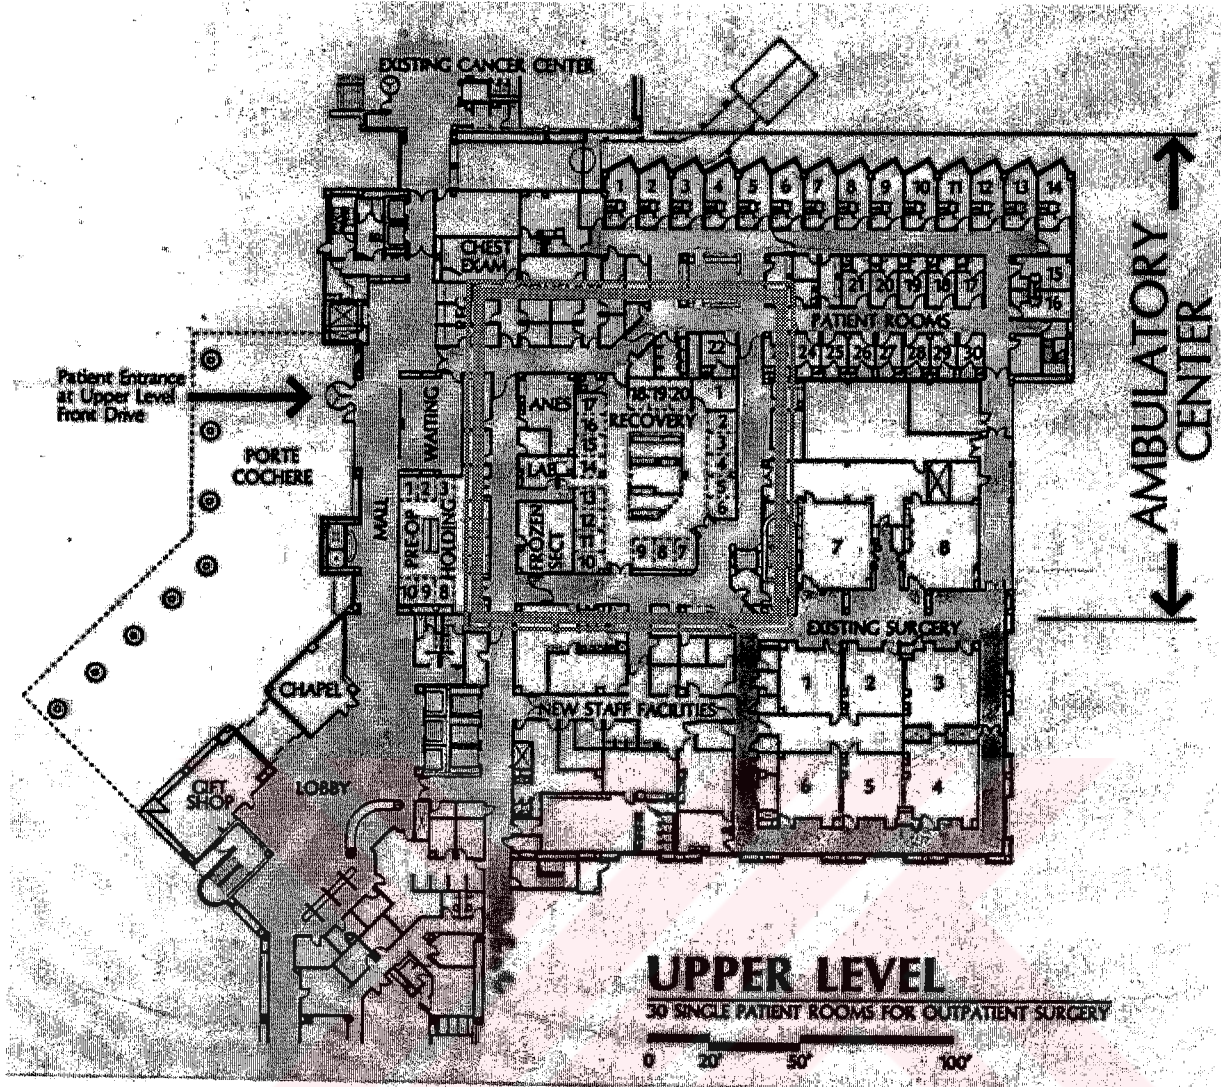 EXISTING CANCER CENTER
1 2 3 4 5 6 7 8 9 10 11 12 13 14
CHEST
EXAM
15
21 20 19 18 17
16
PATIENT ROOMS
22
24 25 26 27 28 29 30
AMBULATORY
CENTER
Patient Entrance
at Upper Level
Front Drive
PORTE
COCHERE
MALL
WAITING
ANES
LAB
FROZEN
SECT
18 19 20
RECOVERY
1
2
3
4
5
6
17
16
15
14
13
12
11
10
9 8 7
1 2 3
PREOP
HOLDING
10 9 8
7
8
EXISTING SURGERY
1 2 3
6 5 4
CHAPEL
NEW STAFF FACILITIES
GIFT
SHOP
LOBBY
UPPER LEVEL
30 SINGLE PATIENT ROOMS FOR OUTPATIENT SURGERY
0 20' 50' 100'